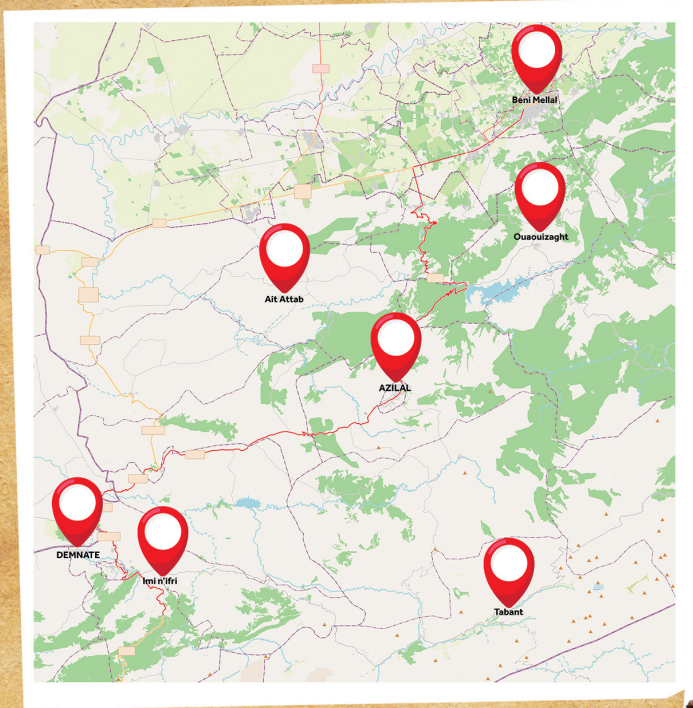 Beni Mellal
Ouaouizaght
Ait Attab
AZILAL
DEMNATE
Imi n'ifri
Tabant